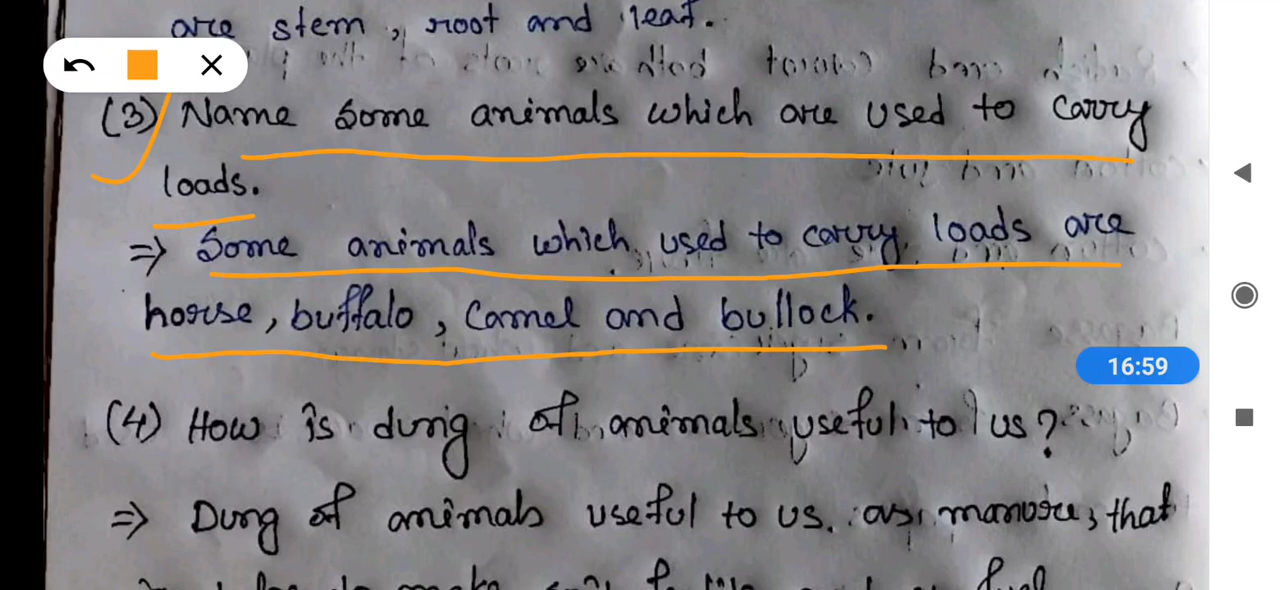 are stem, root and leaf.
(3) Name some animals which are used to carry
loads.
⇒ Some animals which used to carry loads are
horse, buffalo, Camel and bullock.
16:59
(4) How is dung of animals useful to us?
⇒ Dung of animals useful to us as manure, that
make fuel